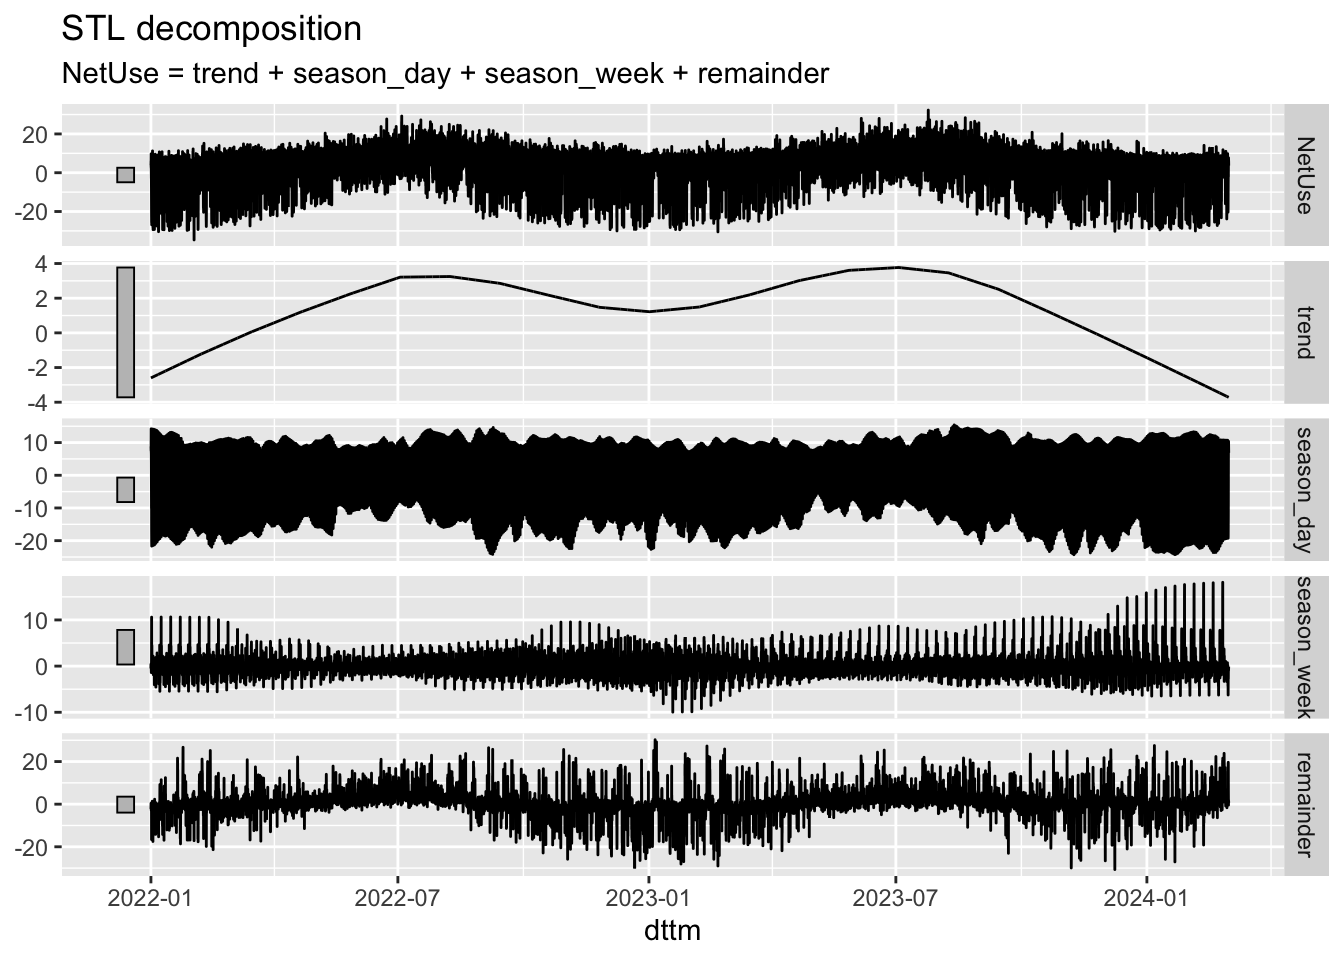 STL decomposition
NetUse = trend + season_day + season_week + remainder
20
0
-20
NetUse
4
2
0
-2
-4
trend
10
0
-10
-20
season_day
10
0
-10
season_week
20
0
-20
remainder
2022-01 2022-07 2023-01 2023-07 2024-01
dttm